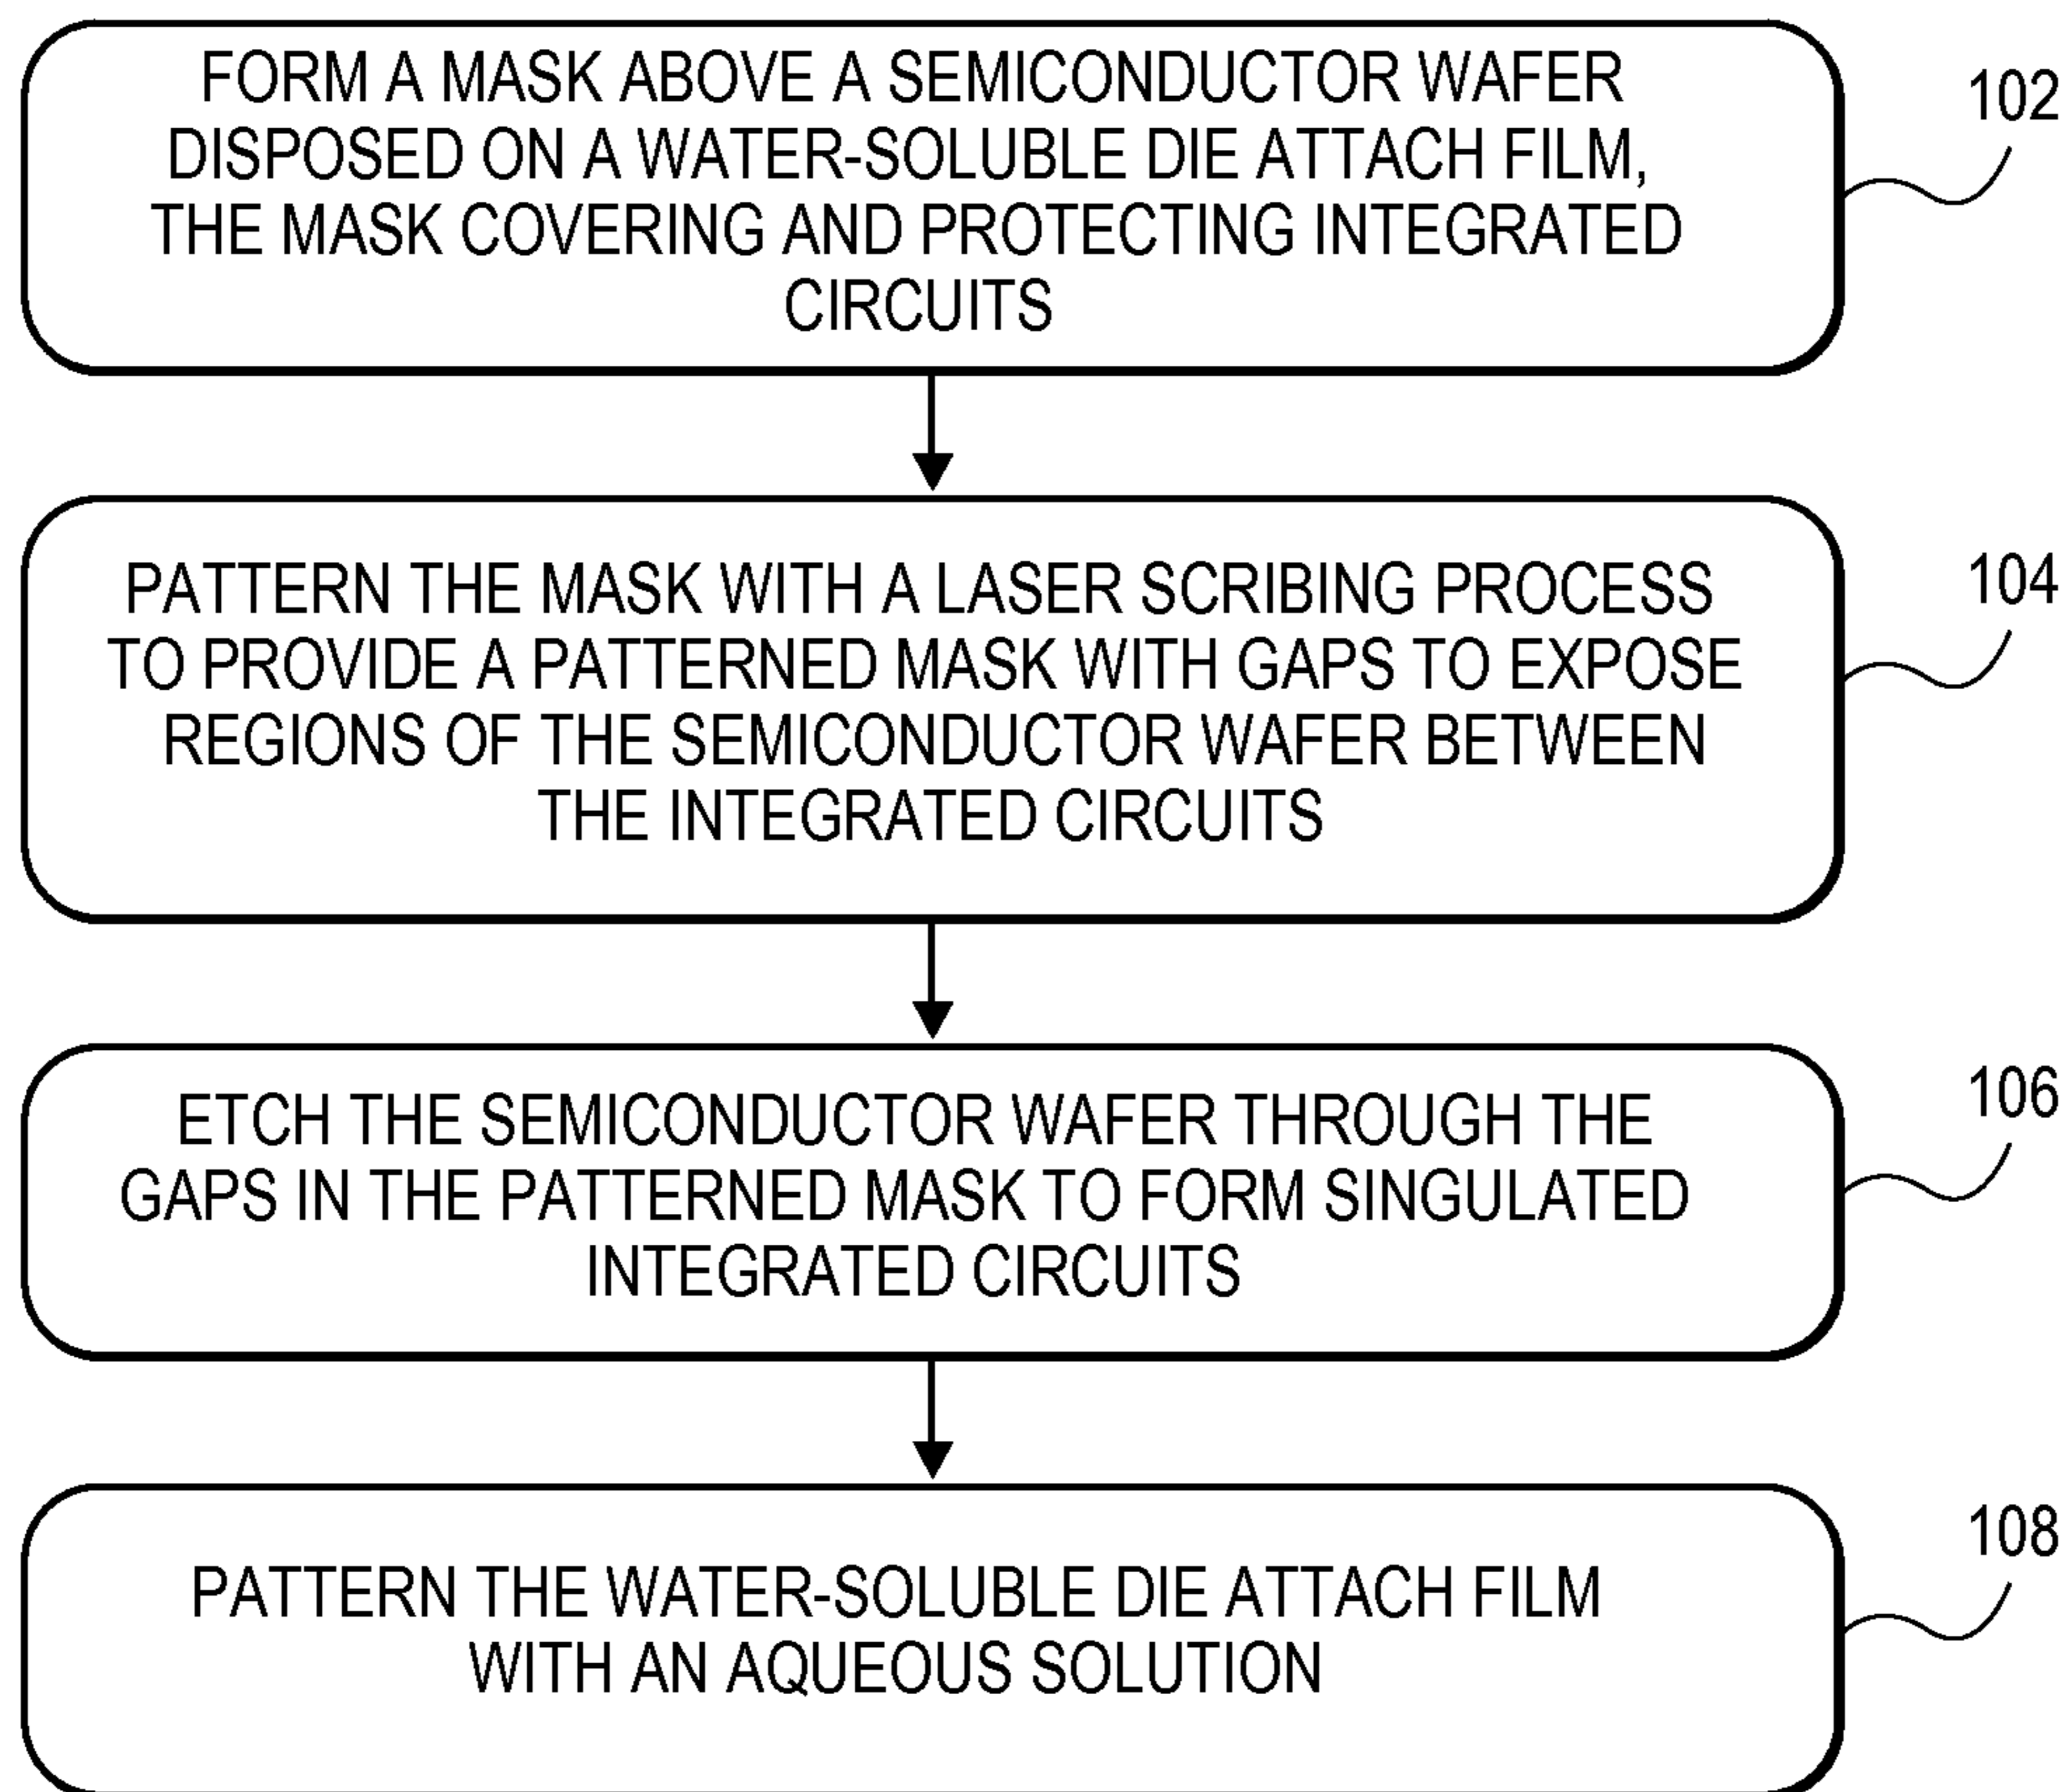 FORM A MASK ABOVE A SEMICONDUCTOR WAFER
DISPOSED ON A WATER-SOLUBLE DIE ATTACH FILM,
THE MASK COVERING AND PROTECTING INTEGRATED
CIRCUITS
102
PATTERN THE MASK WITH A LASER SCRIBING PROCESS
TO PROVIDE A PATTERNED MASK WITH GAPS TO EXPOSE
REGIONS OF THE SEMICONDUCTOR WAFER BETWEEN
THE INTEGRATED CIRCUITS
104
ETCH THE SEMICONDUCTOR WAFER THROUGH THE
GAPS IN THE PATTERNED MASK TO FORM SINGULATED
INTEGRATED CIRCUITS
106
PATTERN THE WATER-SOLUBLE DIE ATTACH FILM
WITH AN AQUEOUS SOLUTION
108